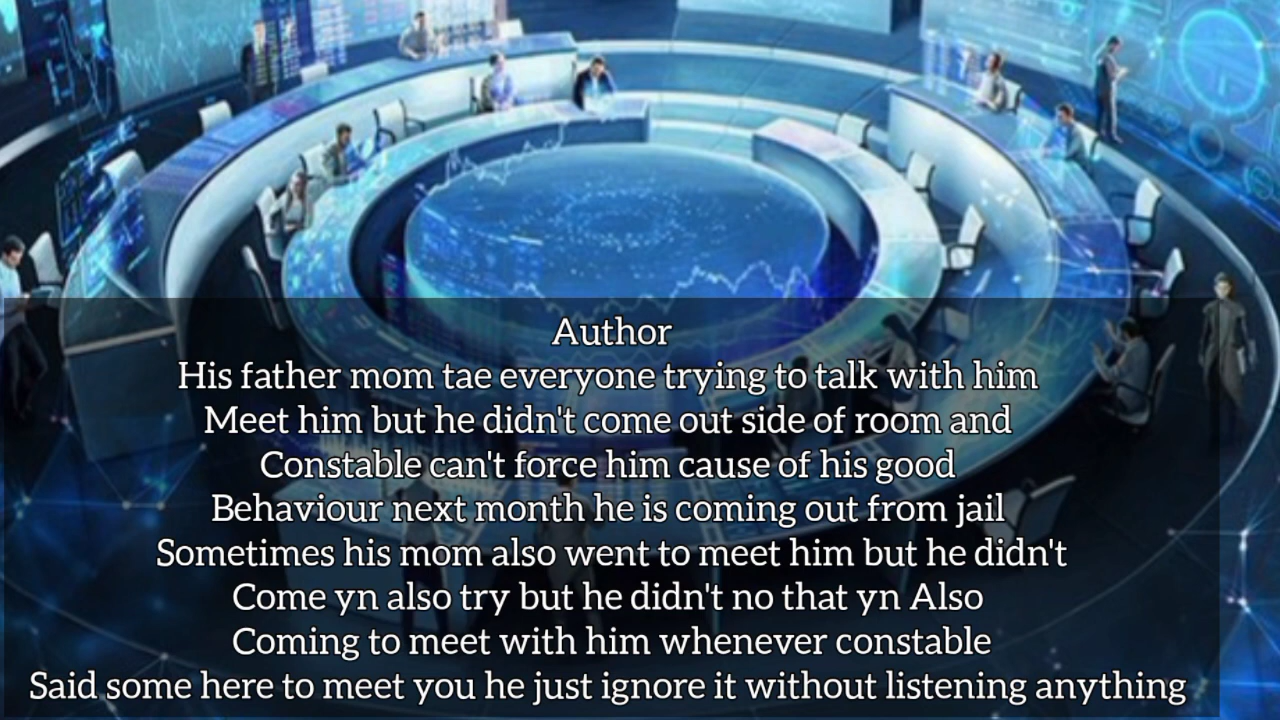 Author
His father mom tae everyone trying to talk with him
Meet him but he didn't come out side of room and
Constable can't force him cause of his good
Behaviour next month he is coming out from jail
Sometimes his mom also went to meet him but he didn't
Come yn also try but he didn't no that yn Also
Coming to meet with him whenever constable
Said some here to meet you he just ignore it without listening anything